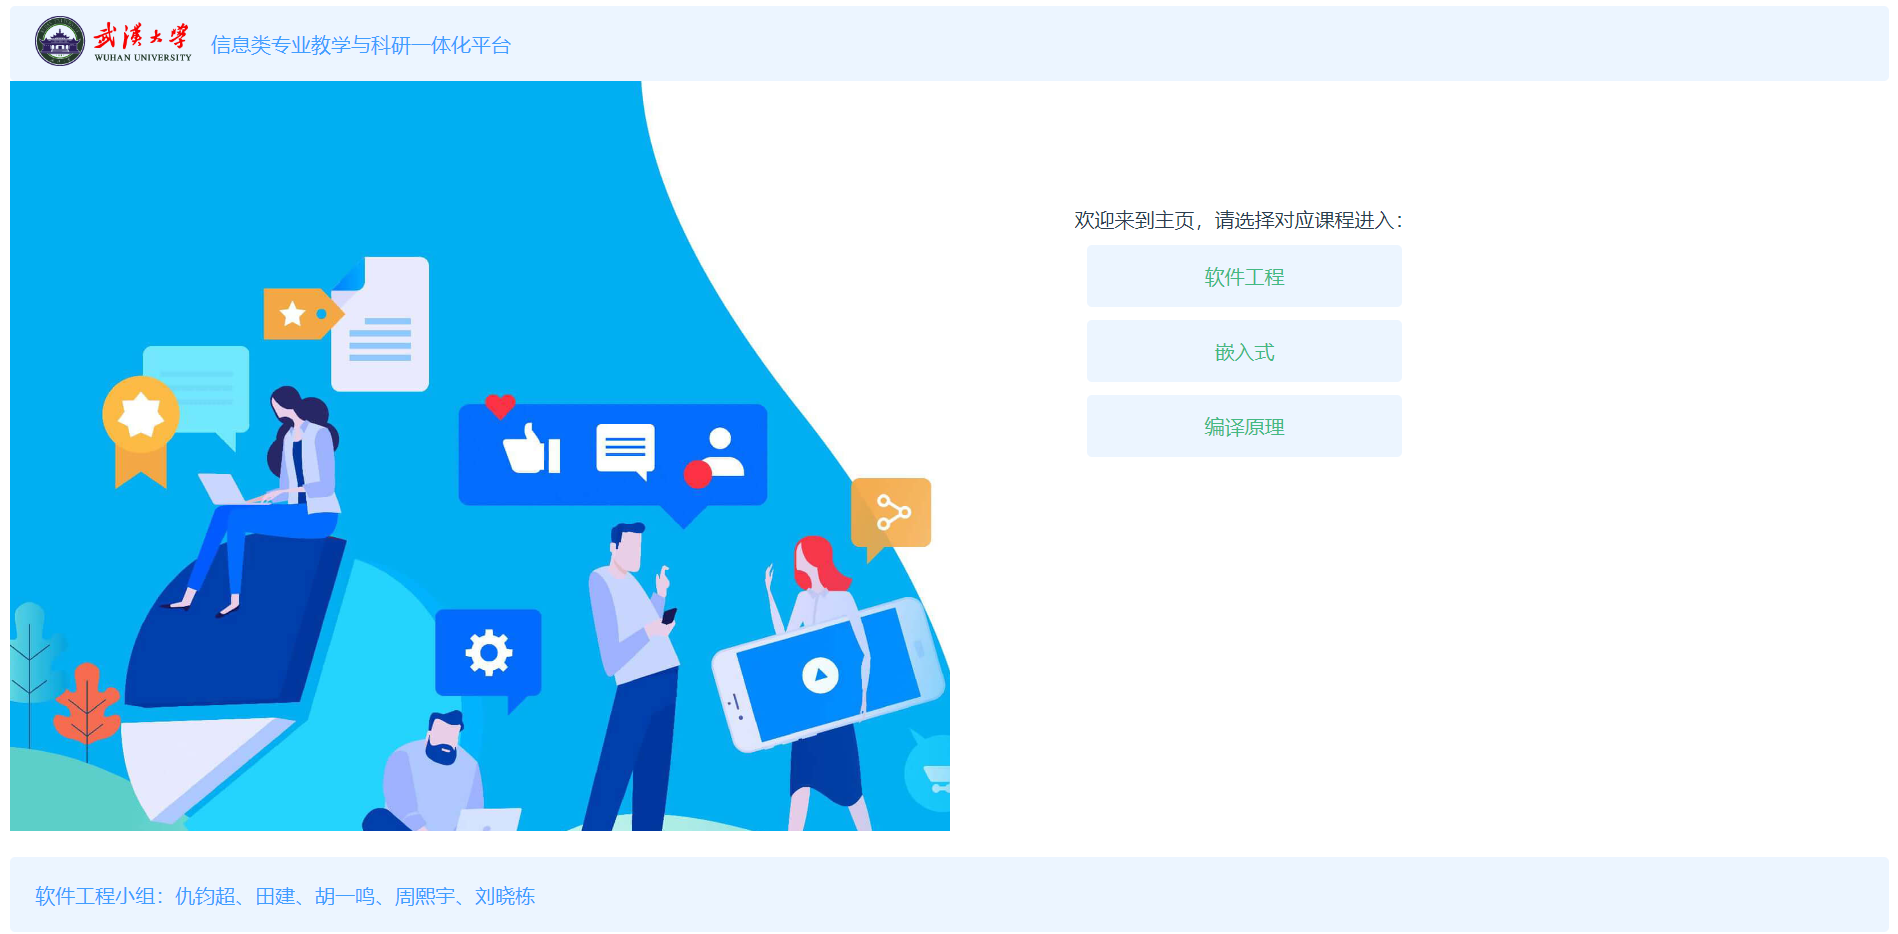 武汉大学
WUHAN UNIVERSITY
信息类专业教学与科研一体化平台
欢迎来到主页，请选择对应课程进入：
软件工程
嵌入式
编译原理
软件工程小组：仇钧超、田建、胡一鸣、周熙宇、刘晓栋